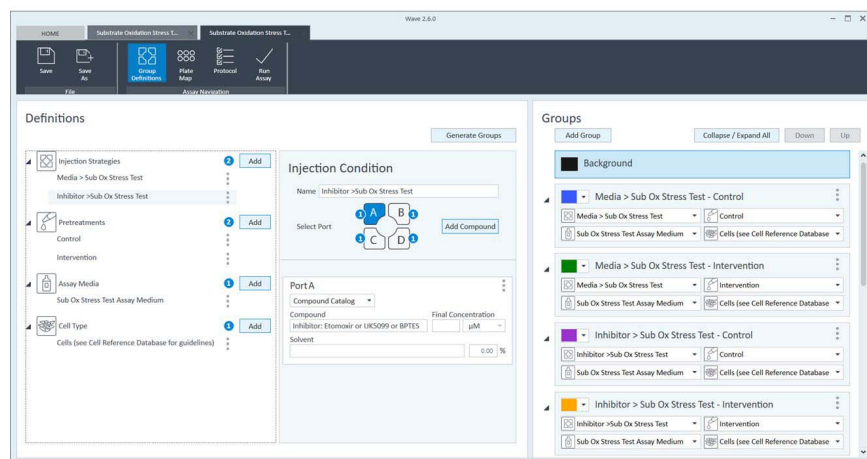 Wave 2.6.0
HOME
Substrate Oxidation Stress T...
Substrate Oxidation Stress T...
Save
Save As
Group Definitions
Plate Map
Protocol
Run Assay
File
Assay Navigation
Definitions
Generate Groups
Injection Strategies 2 Add
Media > Sub Ox Stress Test
Inhibitor >Sub Ox Stress Test
Pretreatments 2 Add
Control
Intervention
Assay Media 1 Add
Sub Ox Stress Test Assay Medium
Cell Type 1 Add
Cells (see Cell Reference Database for guidelines)
Injection Condition
Name Inhibitor >Sub Ox Stress Test
Select Port
1 A B 1
1 C D 1
Add Compound
Port A
Compound Catalog
Compound Final Concentration
Inhibitor: Etomoxir or UK5099 or BPTES µM
Solvent
0.00 %
Groups
Add Group Collapse / Expand All Down Up
Background
Media > Sub Ox Stress Test - Control
Media > Sub Ox Stress Test Control
Sub Ox Stress Test Assay Medium Cells (see Cell Reference Database
Media > Sub Ox Stress Test - Intervention
Media > Sub Ox Stress Test Intervention
Sub Ox Stress Test Assay Medium Cells (see Cell Reference Database
Inhibitor > Sub Ox Stress Test - Control
Inhibitor >Sub Ox Stress Test Control
Sub Ox Stress Test Assay Medium Cells (see Cell Reference Database
Inhibitor > Sub Ox Stress Test - Intervention
Inhibitor >Sub Ox Stress Test Intervention
Sub Ox Stress Test Assay Medium Cells (see Cell Reference Database